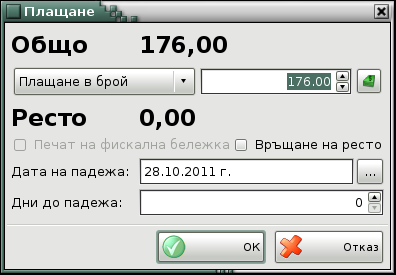 Плащане
Общо 176,00
Плащане в брой 176.00
Ресто 0,00
Печат на фискална бележка Връщане на ресто
Дата на падежа: 28.10.2011 г. ...
Дни до падежа: 0
OK Отказ